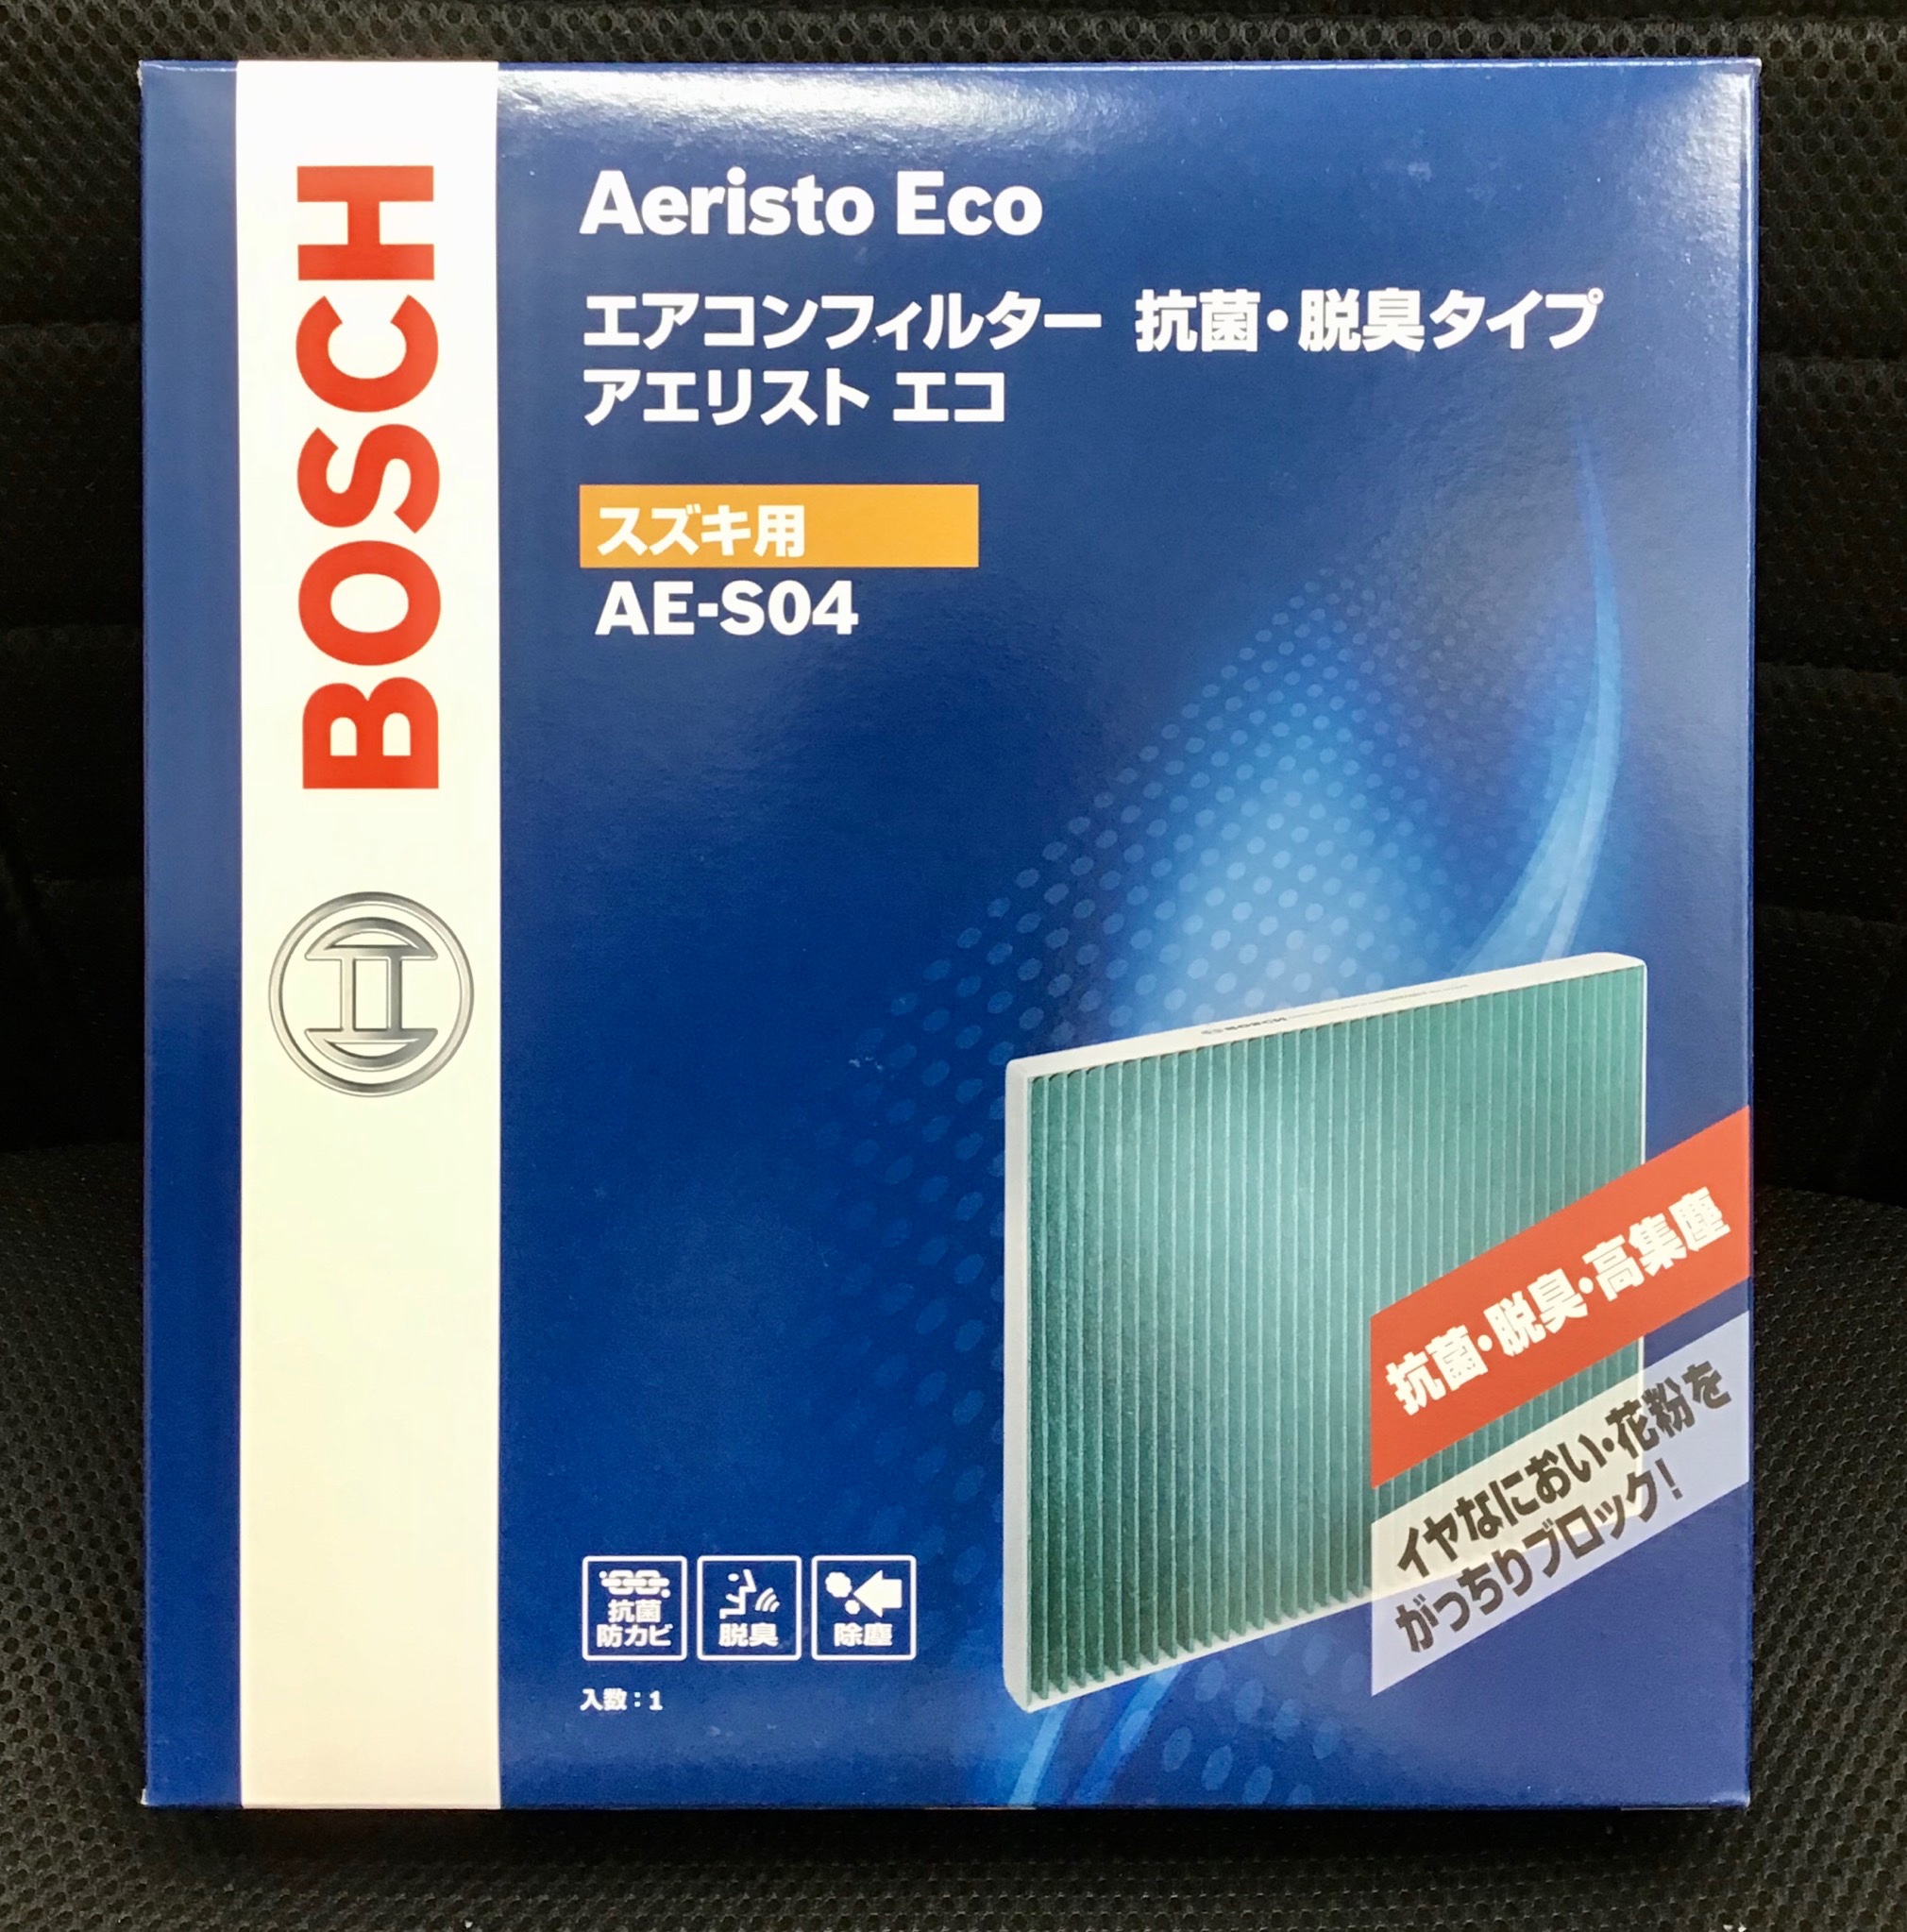 BOSCH
Aeristo Eco
エアコンフィルター 抗菌・脱臭タイプ
アエリスト エコ
スズキ用
AE-S04
BOSCH
抗菌・脱臭・高集塵
イヤなにおい・花粉を
がっちりブロック!
抗菌
防カビ
脱臭
除塵
入数：1